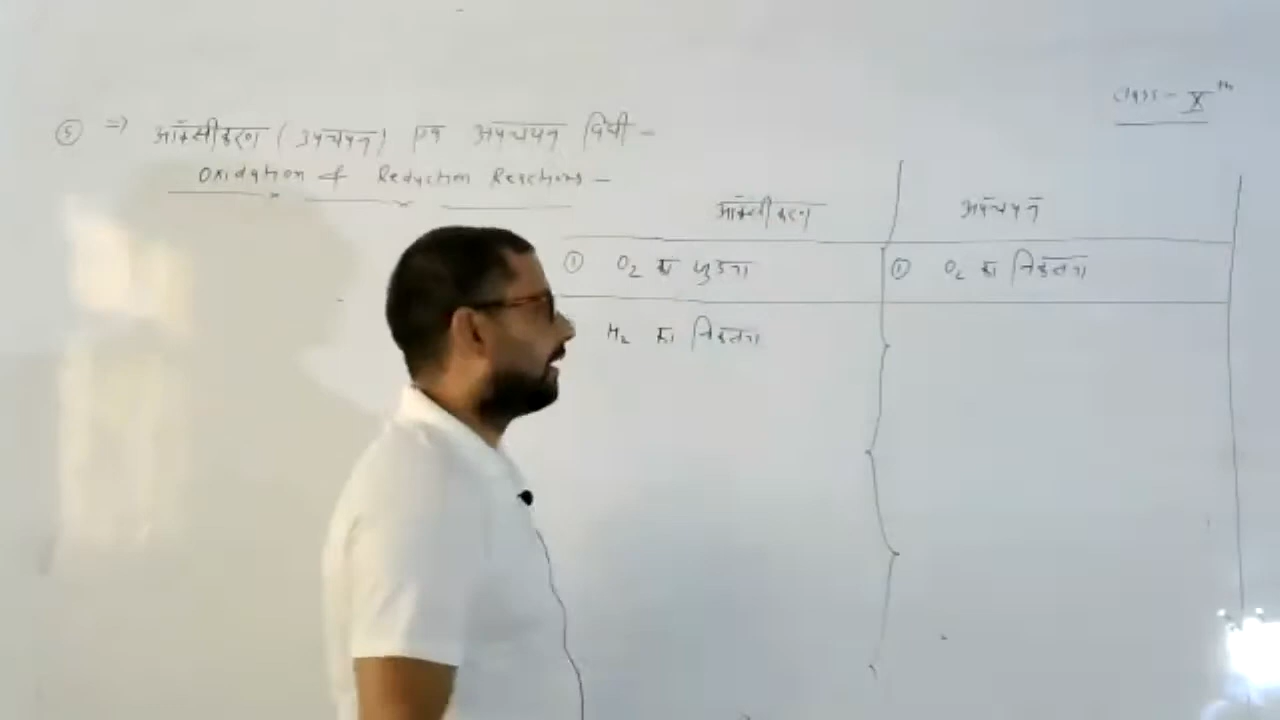 Class - Xth
⑤ ⇒ ऑक्सीकरण (उपचयन) एवं अपचयन विधी -
Oxidation & Reduction Reactions -
ऑक्सीकरण अपचयन
① O2 का जुड़ना ① O2 का निकलना
H2 का निकलना